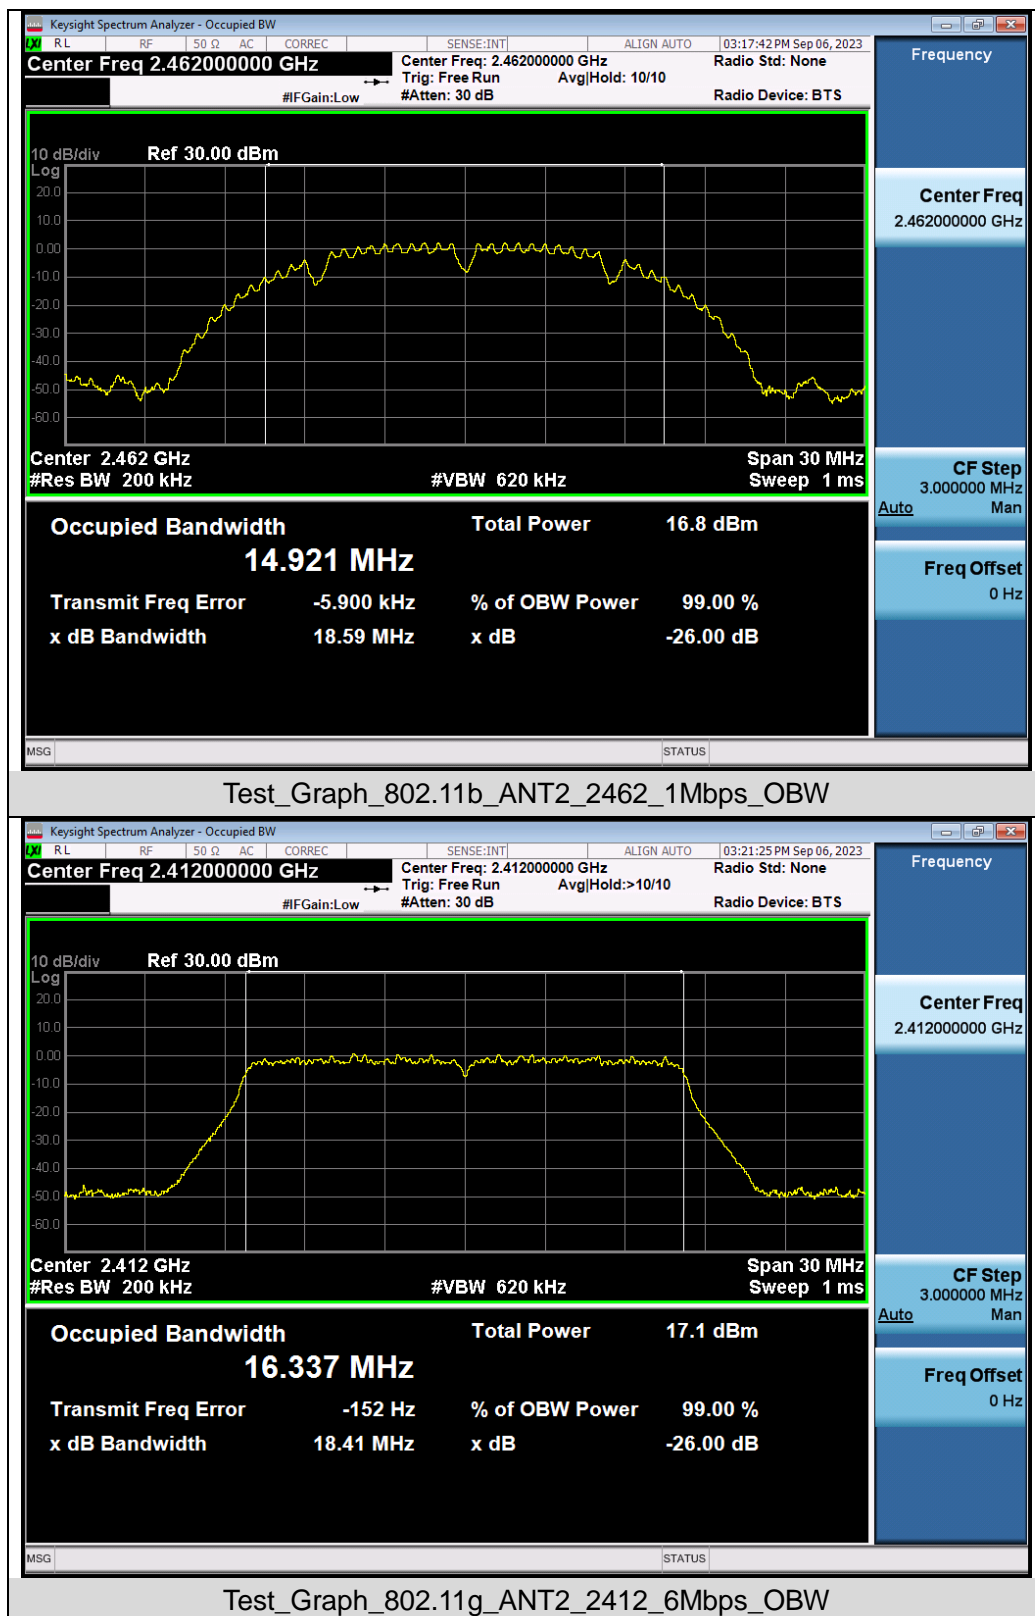 Keysight Spectrum Analyzer - Occupied BW
LXI RL RF 50 Ω AC CORREC SENSE:INT ALIGN AUTO 03:17:42 PM Sep 06, 2023
Center Freq 2.462000000 GHz
Center Freq: 2.462000000 GHz
Radio Std: None
Trig: Free Run Avg|Hold: 10/10
#IFGain:Low
#Atten: 30 dB
Radio Device: BTS
Frequency
10 dB/div Ref 30.00 dBm
Log
20.0
10.0
0.00
-10.0
-20.0
-30.0
-40.0
-50.0
-60.0
Center Freq
2.462000000 GHz
Center 2.462 GHz
Span 30 MHz
#Res BW 200 kHz
#VBW 620 kHz
Sweep 1 ms
CF Step
3.000000 MHz
Auto Man
Freq Offset
0 Hz
Occupied Bandwidth
Total Power 16.8 dBm
14.921 MHz
Transmit Freq Error -5.900 kHz % of OBW Power 99.00 %
x dB Bandwidth 18.59 MHz x dB -26.00 dB
MSG STATUS
Test_Graph_802.11b_ANT2_2462_1Mbps_OBW
Keysight Spectrum Analyzer - Occupied BW
LXI RL RF 50 Ω AC CORREC SENSE:INT ALIGN AUTO 03:21:25 PM Sep 06, 2023
Center Freq 2.412000000 GHz
Center Freq: 2.412000000 GHz
Radio Std: None
Trig: Free Run Avg|Hold:>10/10
#IFGain:Low
#Atten: 30 dB
Radio Device: BTS
Frequency
10 dB/div Ref 30.00 dBm
Log
20.0
10.0
0.00
-10.0
-20.0
-30.0
-40.0
-50.0
-60.0
Center Freq
2.412000000 GHz
Center 2.412 GHz
Span 30 MHz
#Res BW 200 kHz
#VBW 620 kHz
Sweep 1 ms
CF Step
3.000000 MHz
Auto Man
Freq Offset
0 Hz
Occupied Bandwidth
Total Power 17.1 dBm
16.337 MHz
Transmit Freq Error -152 Hz % of OBW Power 99.00 %
x dB Bandwidth 18.41 MHz x dB -26.00 dB
MSG STATUS
Test_Graph_802.11g_ANT2_2412_6Mbps_OBW